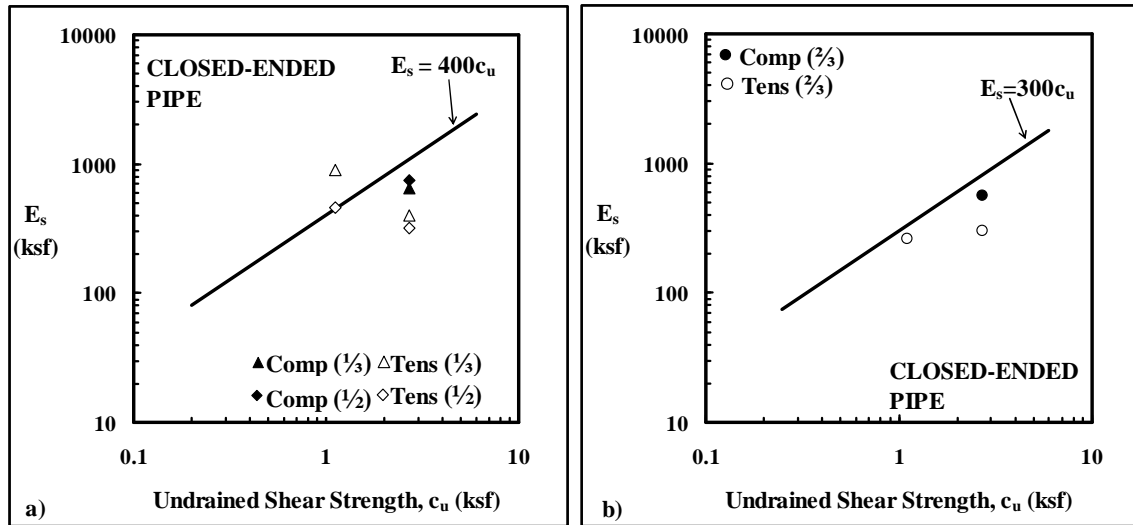 10000
1000
100
10
E_s
(ksf)
CLOSED-ENDED
PIPE
E_s = 400c_u
▲Comp (⅓) △Tens (⅓)
◆Comp (½) ◇Tens (½)
0.1 1 10
a) Undrained Shear Strength, c_u (ksf)
10000
1000
100
10
E_s
(ksf)
● Comp (⅔)
○ Tens (⅔)
E_s=300c_u
CLOSED-ENDED
PIPE
0.1 1 10
b) Undrained Shear Strength, c_u (ksf)